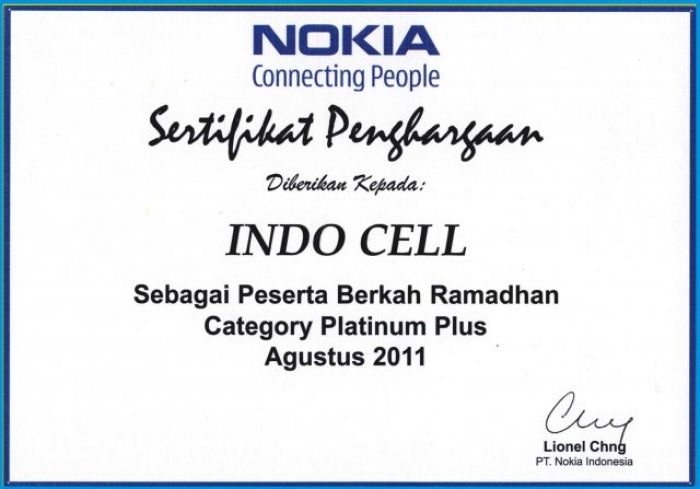 NOKIA
Connecting People
Sertifikat Penghargaan
Diberikan Kepada:
INDO CELL
Sebagai Peserta Berkah Ramadhan
Category Platinum Plus
Agustus 2011
Chng
Lionel Chng
PT. Nokia Indonesia